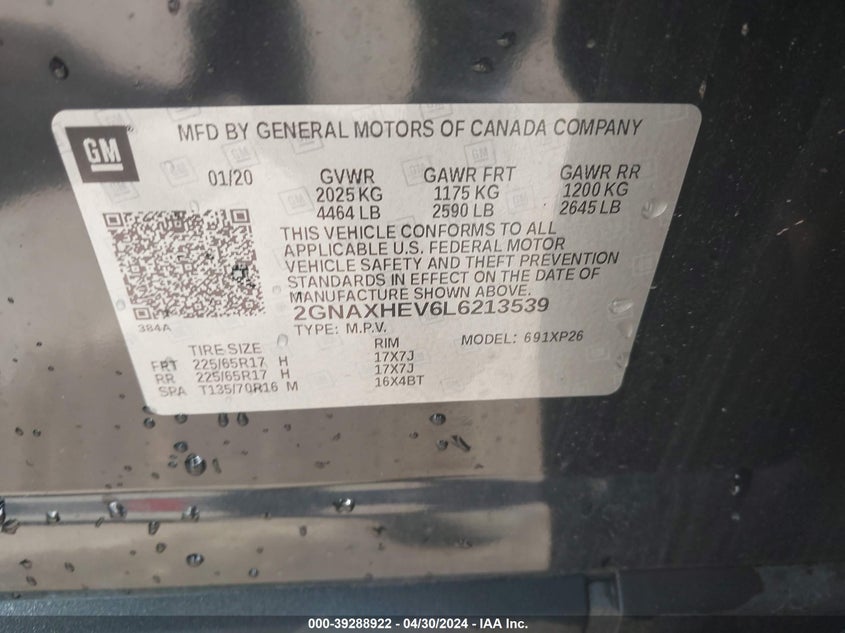 GM
MFD BY GENERAL MOTORS OF CANADA COMPANY
01/20 GVWR GAWR FRT GAWR RR
2025 KG 1175 KG 1200 KG
4464 LB 2590 LB 2645 LB
THIS VEHICLE CONFORMS TO ALL
APPLICABLE U.S. FEDERAL MOTOR
VEHICLE SAFETY AND THEFT PREVENTION
STANDARDS IN EFFECT ON THE DATE OF
MANUFACTURE SHOWN ABOVE.
2GNAXHEV6L6213539
384A
TYPE: M.P.V.
TIRE SIZE RIM MODEL: 691XP26
FRT 225/65R17 H 17X7J
RR 225/65R17 H 17X7J
SPA T135/70R16 M 16X4BT
000-39288922 - 04/30/2024 - IAA Inc.